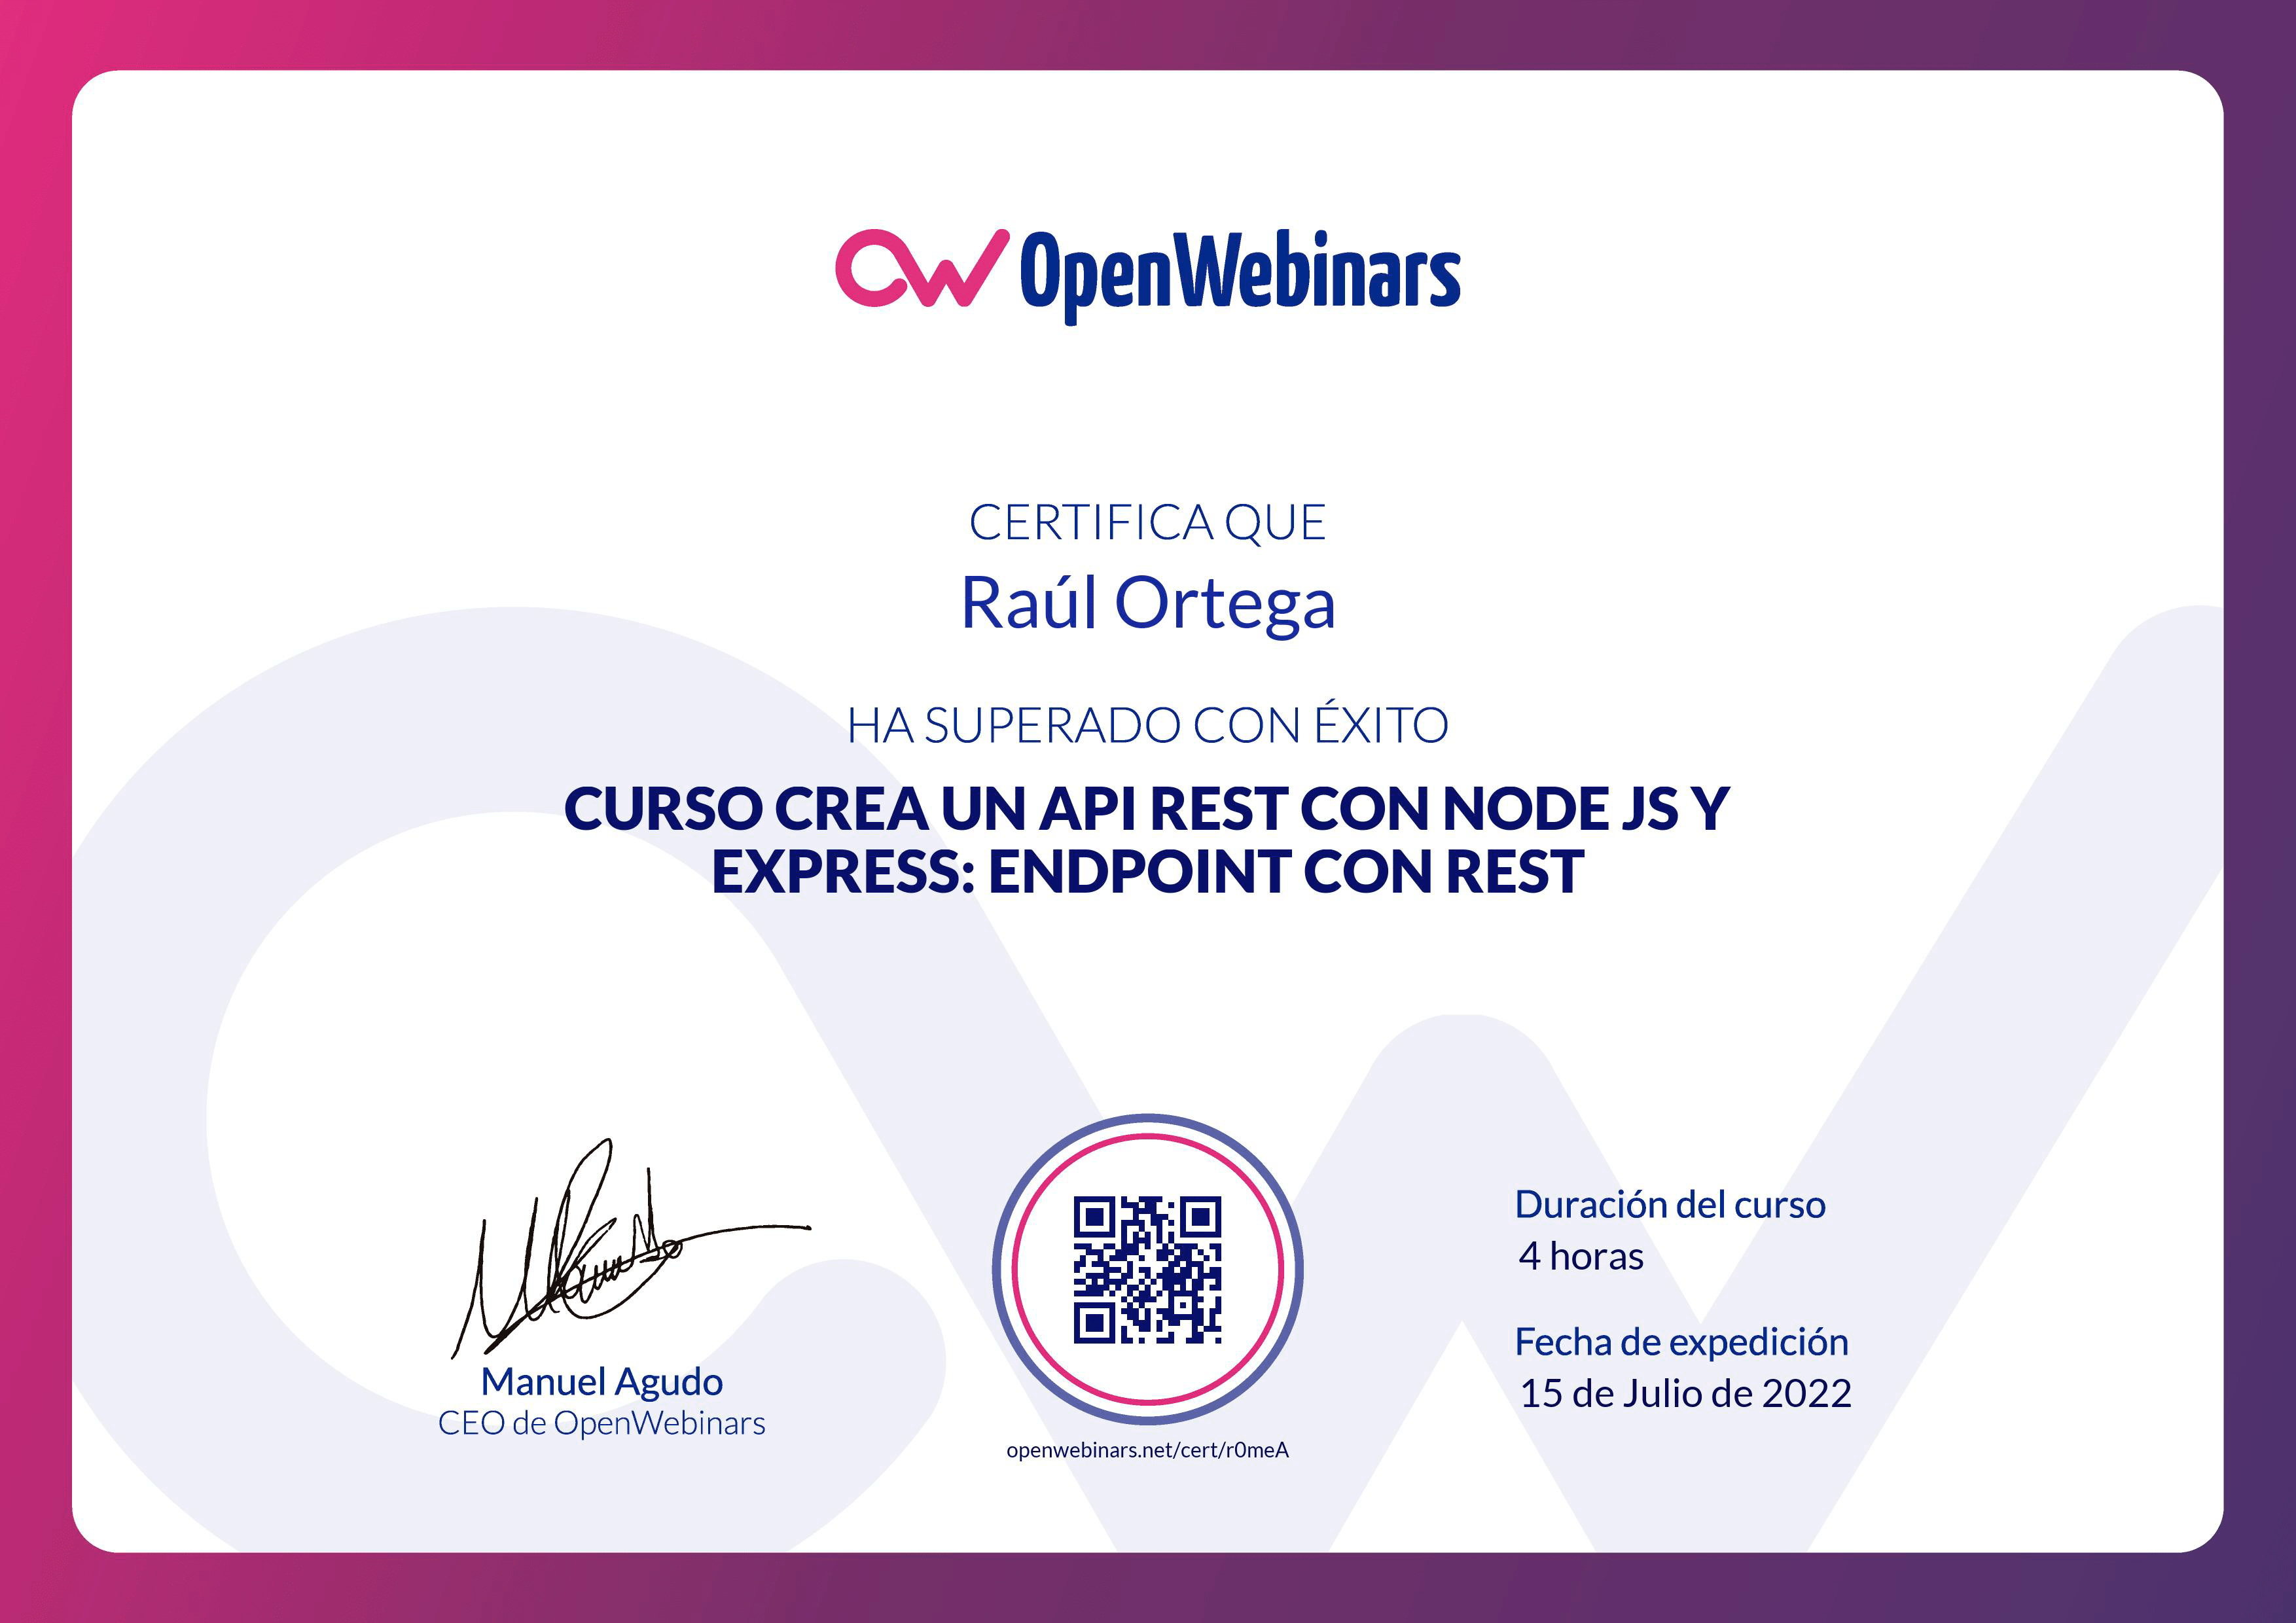 OpenWebinars
CERTIFICA QUE
Raúl Ortega
HA SUPERADO CON ÉXITO
CURSO CREA UN API REST CON NODE JS Y
EXPRESS: ENDPOINT CON REST
Manuel Agudo
CEO de OpenWebinars
openwebinars.net/cert/r0meA
Duración del curso
4 horas
Fecha de expedición
15 de Julio de 2022